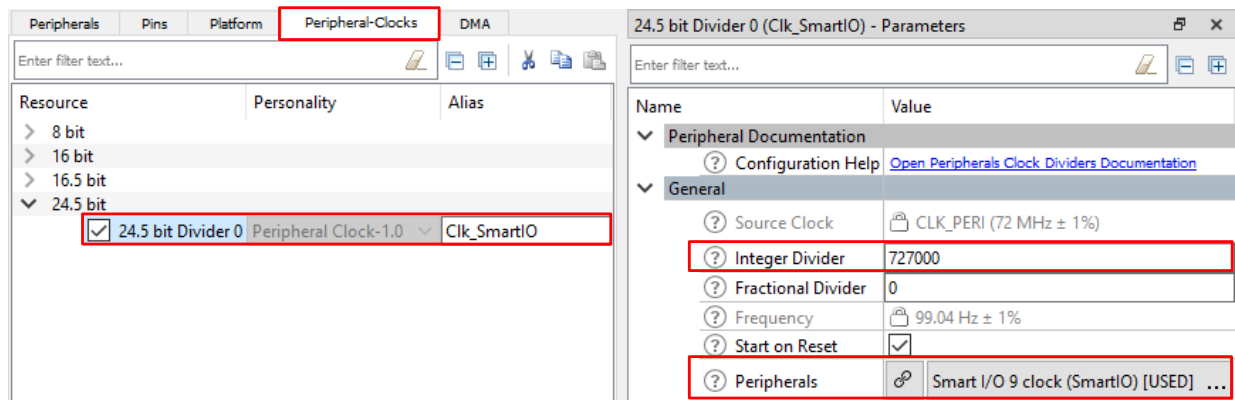 Peripherals Pins Platform Peripheral-Clocks DMA
Enter filter text...
Resource Personality Alias
8 bit
16 bit
16.5 bit
24.5 bit
24.5 bit Divider 0 Peripheral Clock-1.0 Clk_SmartIO
24.5 bit Divider 0 (Clk_SmartIO) - Parameters
Enter filter text...
Name Value
Peripheral Documentation
? Configuration Help Open Peripherals Clock Dividers Documentation
General
? Source Clock CLK_PERI (72 MHz ± 1%)
? Integer Divider 727000
? Fractional Divider 0
? Frequency 99.04 Hz ± 1%
? Start on Reset
? Peripherals Smart I/O 9 clock (SmartIO) [USED] ...